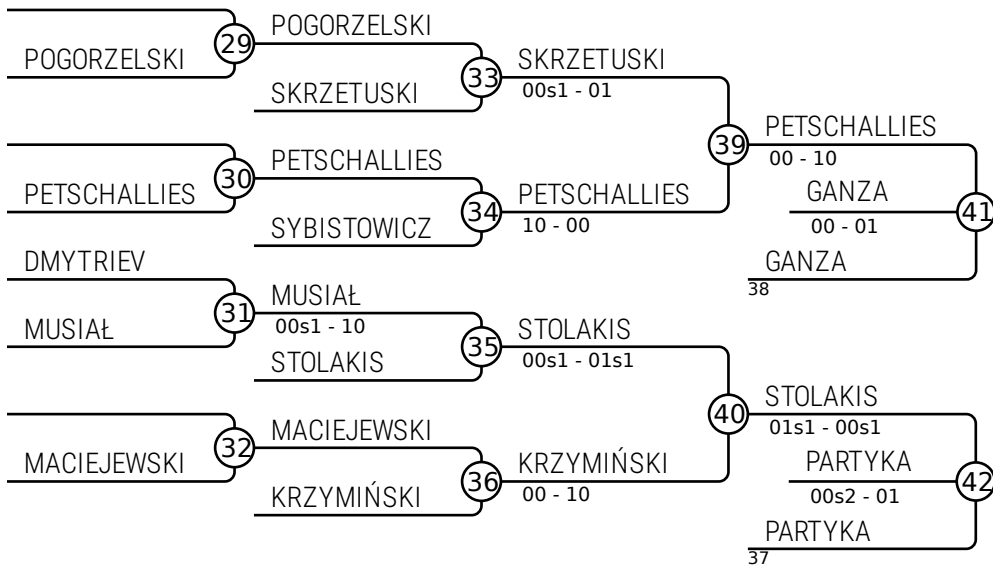 POGORZELSKI
29
POGORZELSKI
SKRZETUSKI
33
SKRZETUSKI
00s1 - 01
39
PETSCHALLIES
00 - 10
PETSCHALLIES
30
PETSCHALLIES
SYBISTOWICZ
34
PETSCHALLIES
10 - 00
GANZA
00 - 01
41
GANZA
38
DMYTRIEV
MUSIAŁ
31
MUSIAŁ
00s1 - 10
STOLAKIS
35
STOLAKIS
00s1 - 01s1
40
STOLAKIS
01s1 - 00s1
MACIEJEWSKI
32
MACIEJEWSKI
KRZYMIŃSKI
36
KRZYMIŃSKI
00 - 10
PARTYKA
00s2 - 01
42
PARTYKA
37